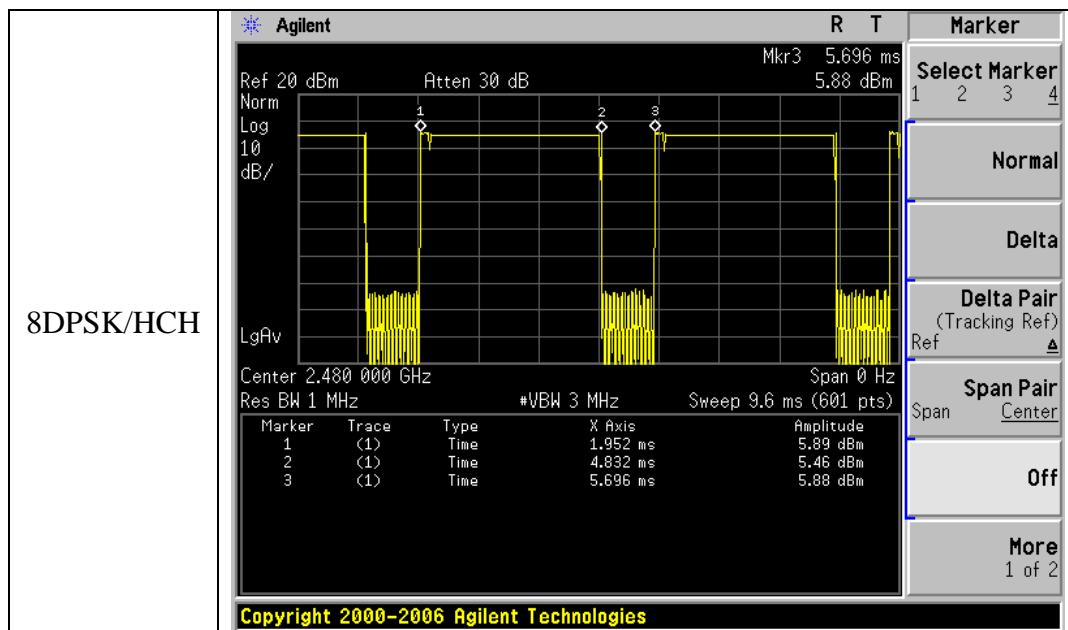 8DPSK/HCH
Agilent
R T
Mkr3 5.696 ms
Ref 20 dBm Atten 30 dB 5.88 dBm
Norm
Log
10
dB/
1 2 3
LgAv
Center 2.480 000 GHz Span 0 Hz
Res BW 1 MHz #VBW 3 MHz Sweep 9.6 ms (601 pts)
Marker Trace Type X Axis Amplitude
1 (1) Time 1.952 ms 5.89 dBm
2 (1) Time 4.832 ms 5.46 dBm
3 (1) Time 5.696 ms 5.88 dBm
Copyright 2000-2006 Agilent Technologies
Marker
Select Marker
1 2 3 4
Normal
Delta
Delta Pair
(Tracking Ref)
Ref Δ
Span Pair
Span Center
Off
More
1 of 2